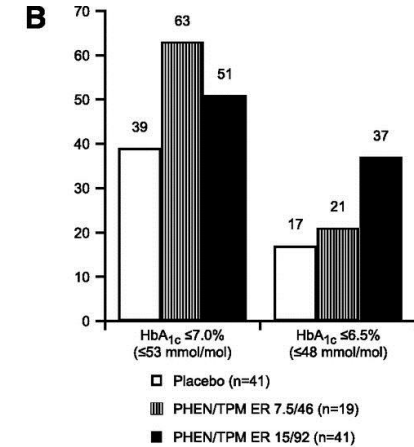 B
70
60
50
40
30
20
10
0
39
63
51
17
21
37
HbA1c ≤7.0%
(≤53 mmol/mol)
HbA1c ≤6.5%
(≤48 mmol/mol)
Placebo (n=41)
PHEN/TPM ER 7.5/46 (n=19)
PHEN/TPM ER 15/92 (n=41)